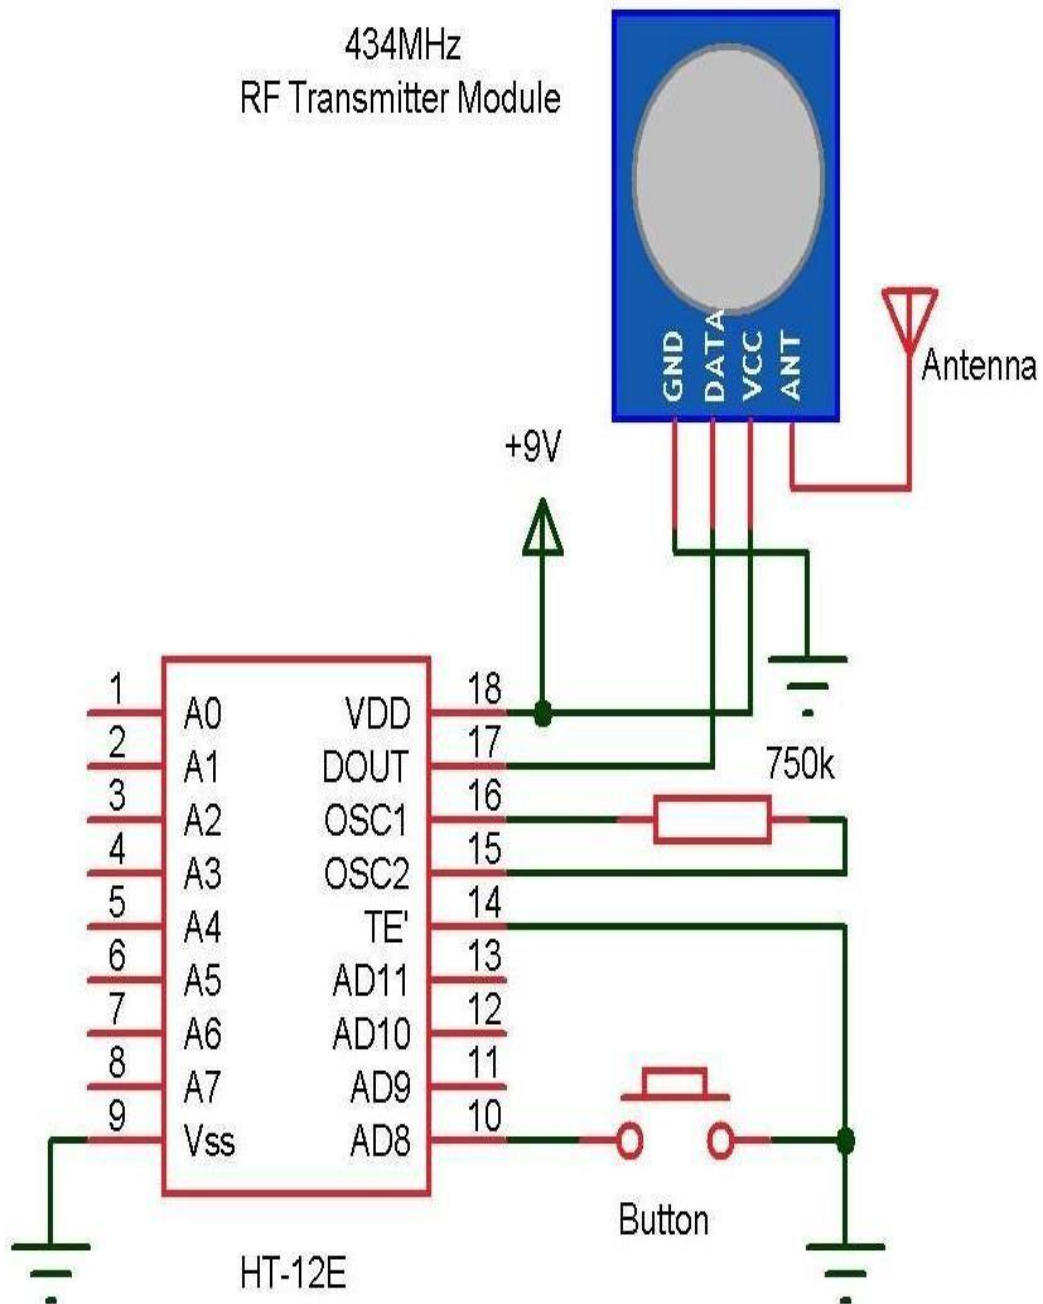 434MHz
RF Transmitter Module
GND
DATA
VCC
ANT
Antenna
+9V
1 A0 VDD 18
2 A1 DOUT 17
750k
3 A2 OSC1 16
4 A3 OSC2 15
5 A4 TE' 14
6 A5 AD11 13
7 A6 AD10 12
8 A7 AD9 11
9 Vss AD8 10
Button
HT-12E